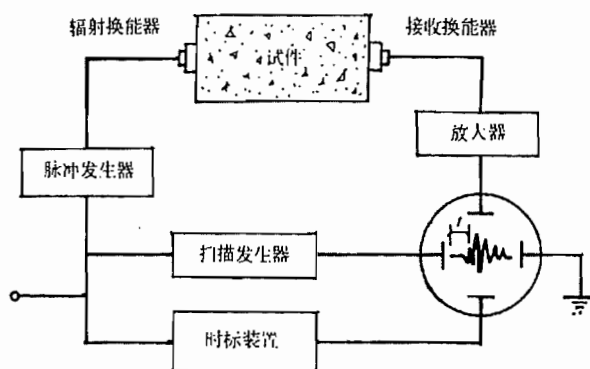 辐射换能器
试件
接收换能器
放大器
脉冲发生器
扫描发生器
t
时标装置